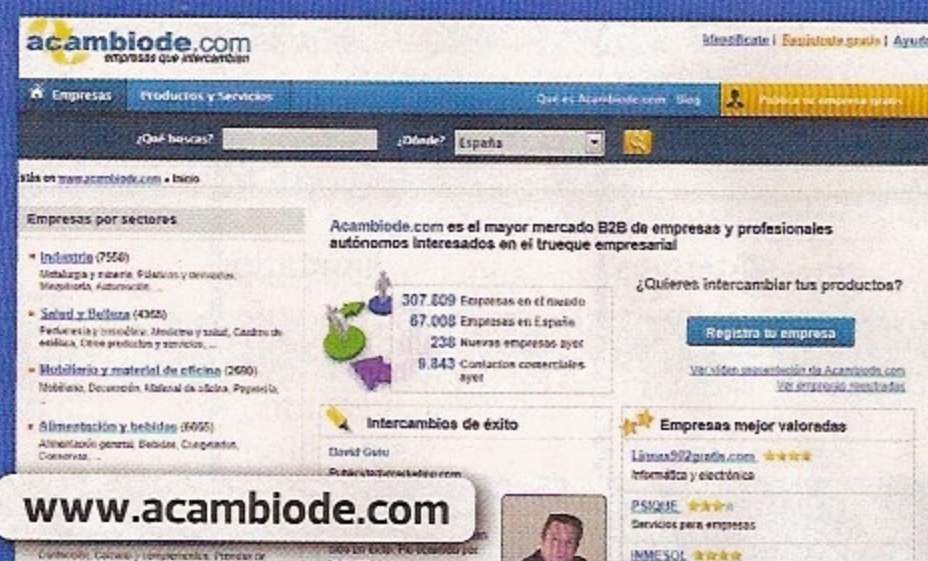 acambiode.com
empresas que intercambian
Identifícate | Regístrate gratis | Ayuda
Empresas Productos y Servicios
Qué es Acambiode.com Blog
Publica tu empresa gratis
¿Qué buscas? ¿Dónde? España
www.acambiode.com » Inicio
Empresas por sectores
Industria
Metalurgia y minería, Plásticos y derivados,
Maquinaria, Automoción, ...
Salud y Belleza
Perfumería y cosmética, Medicina y salud, Centros de
estética, Otros productos y servicios, ...
Mobiliario y material de oficina
Mobiliario, Decoración, Material de oficina, Papelería,
...
Alimentación y bebidas
Alimentación general, Bebidas, Congelados,
Conservas, ...
Acambiode.com es el mayor mercado B2B de empresas y profesionales
autónomos interesados en el trueque empresarial
307.809 Empresas en el mundo
67.008 Empresas en España
238 Nuevas empresas ayer
9.843 Contactos comerciales
ayer
¿Quieres intercambiar tus productos?
Registra tu empresa
Ver vídeo presentación de Acambiode.com
Ver empresas registradas
Intercambios de éxito
David Guiu
Empresas mejor valoradas
Informática y electrónica
PSIQUE
Servicios para empresas
INMESOL
www.acambiode.com